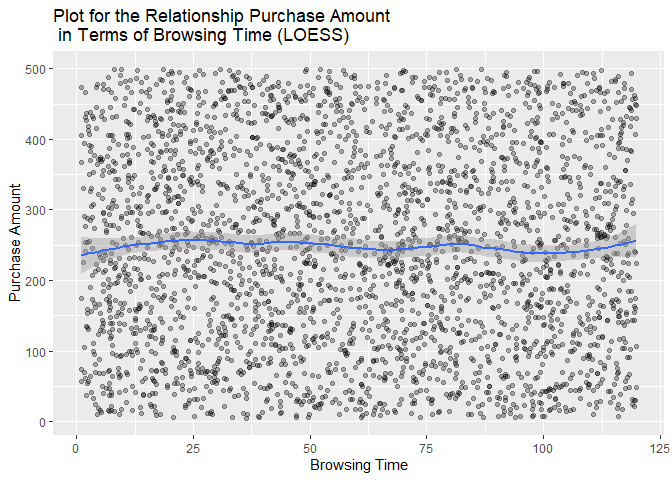 Plot for the Relationship Purchase Amount
in Terms of Browsing Time (LOESS)
500
400
300
200
100
0
Purchase Amount
0 25 50 75 100 125
Browsing Time